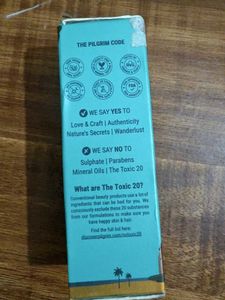 THE PILGRIM CODE
WE SAY YES TO
Love & Craft | Authenticity
Nature's Secrets | Wanderlust
WE SAY NO TO
Sulphate | Parabens
Mineral Oils | The Toxic 20
What are The Toxic 20?
Conventional beauty products use a lot of
ingredients that can be bad for you. We
consciously exclude these 20 substances
from our formulations to make sure you
have happy skin & hair.
Find the full list here: